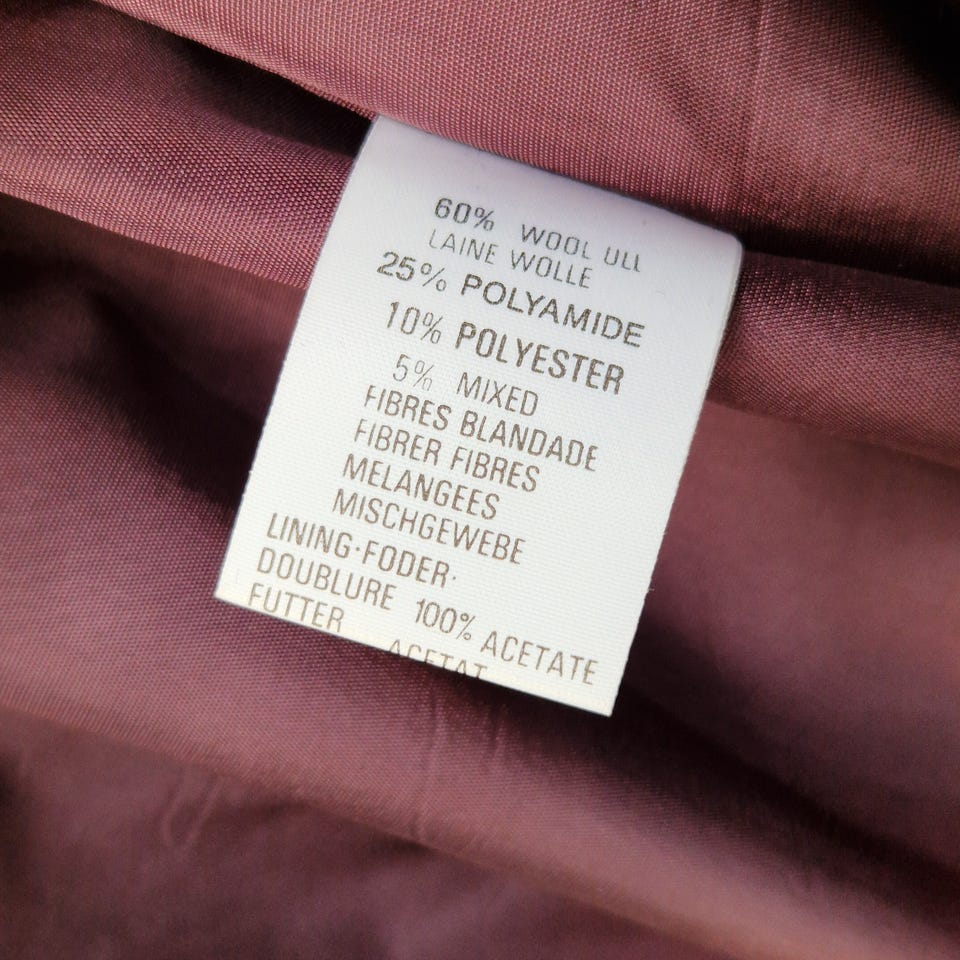 60% WOOL ULL
LAINE WOLLE
25% POLYAMIDE
10% POLYESTER
5% MIXED
FIBRES BLANDADE
FIBRER FIBRES
MELANGEES
MISCHGEWEBE
LINING·FODER·
DOUBLURE 100% ACETATE
FUTTER ACETAT